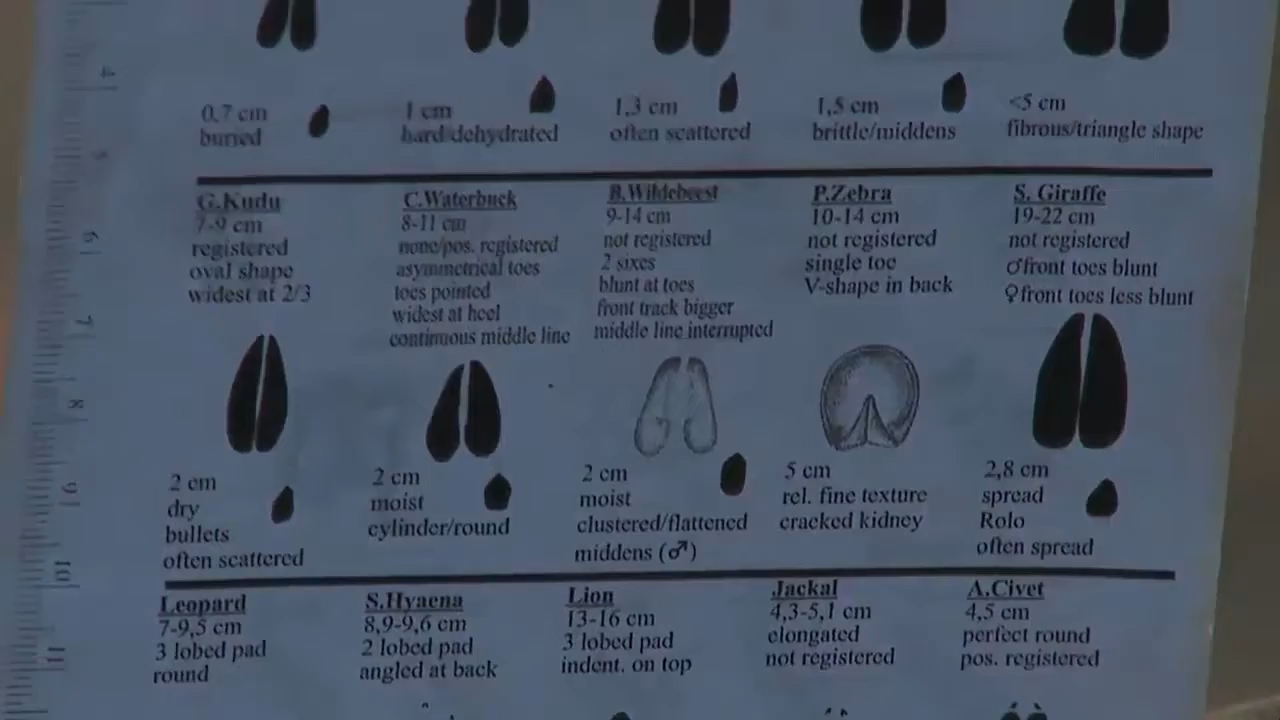 0,7 cm
buried
1 cm
hard/dehydrated
1,3 cm
often scattered
1,5 cm
brittle/middens
<5 cm
fibrous/triangle shape
G.Kudu
7-9 cm
registered
oval shape
widest at 2/3
C.Waterbuck
8-11 cm
none/pos. registered
asymmetrical toes
toes pointed
widest at heel
continuous middle line
B.Wildebeest
9-14 cm
not registered
2 sixes
blunt at toes
front track bigger
middle line interrupted
P.Zebra
10-14 cm
not registered
single toe
V-shape in back
S. Giraffe
19-22 cm
not registered
♂front toes blunt
♀front toes less blunt
2 cm
dry
bullets
often scattered
2 cm
moist
cylinder/round
2 cm
moist
clustered/flattened
middens (♂)
5 cm
rel. fine texture
cracked kidney
2,8 cm
spread
Rolo
often spread
Leopard
7-9,5 cm
3 lobed pad
round
S.Hyaena
8,9-9,6 cm
2 lobed pad
angled at back
Lion
13-16 cm
3 lobed pad
indent. on top
Jackal
4,3-5,1 cm
elongated
not registered
A.Civet
4,5 cm
perfect round
pos. registered
4
5
6
7
8
9
10
11